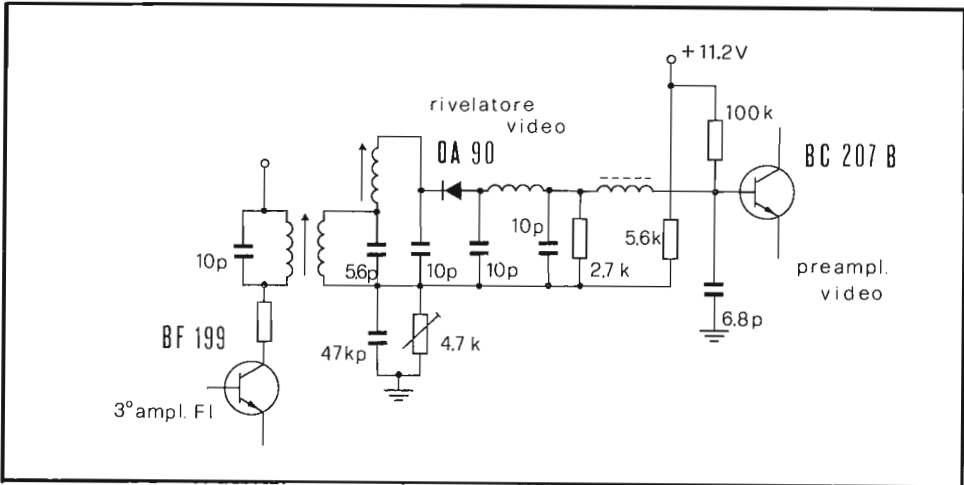 + 11.2V
rivelatore
video
100k
OA 90
BC 207 B
10p
10p
5.6p
10p
10p
2.7 k
5.6k
preampl.
video
6.8p
BF 199
47kp
4.7 k
3° ampl. FI